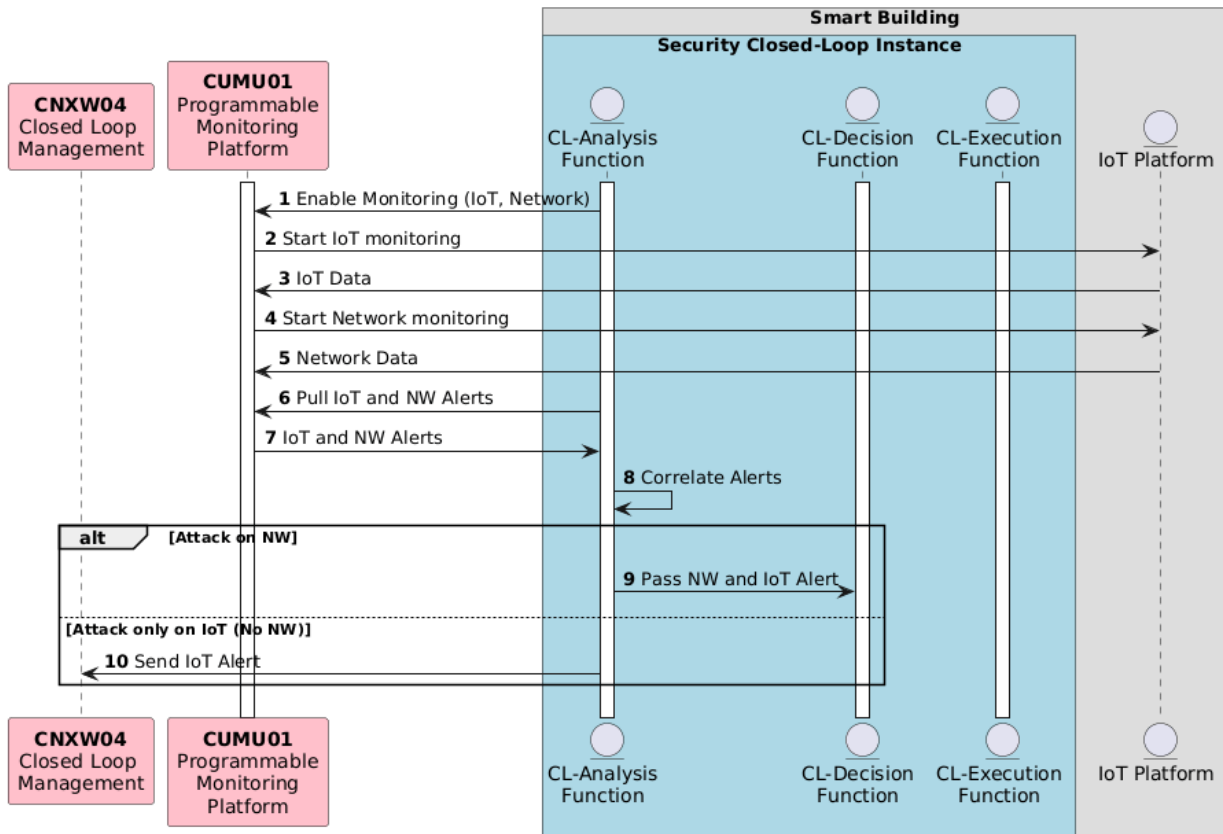 Smart Building
Security Closed-Loop Instance
CNXW04
Closed Loop
Management
CUMU01
Programmable
Monitoring
Platform
CL-Analysis
Function
CL-Decision
Function
CL-Execution
Function
IoT Platform
1 Enable Monitoring (IoT, Network)
2 Start IoT monitoring
3 IoT Data
4 Start Network monitoring
5 Network Data
6 Pull IoT and NW Alerts
7 IoT and NW Alerts
8 Correlate Alerts
alt [Attack on NW]
9 Pass NW and IoT Alert
[Attack only on IoT (No NW)]
10 Send IoT Alert
CNXW04
Closed Loop
Management
CUMU01
Programmable
Monitoring
Platform
CL-Analysis
Function
CL-Decision
Function
CL-Execution
Function
IoT Platform